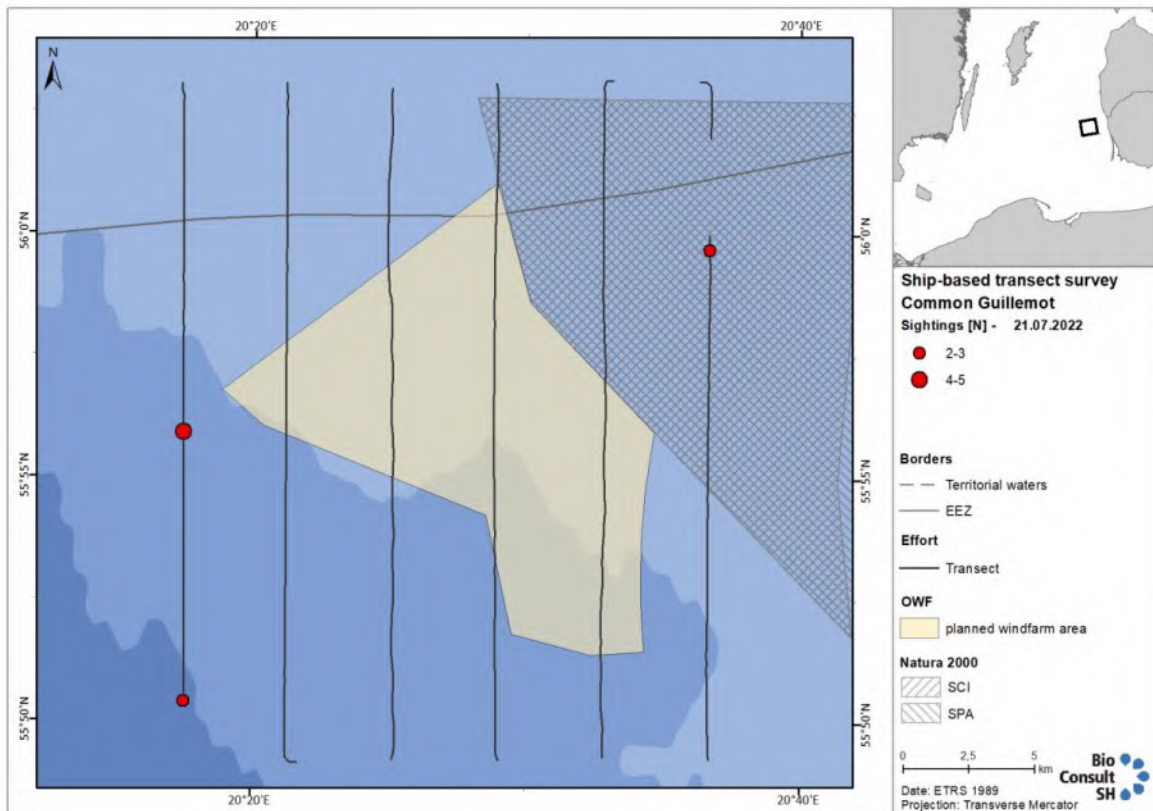 20°20'E
20°40'E
N
56°0'N
56°0'N
55°55'N
55°55'N
55°50'N
55°50'N
20°20'E
20°40'E
Ship-based transect survey
Common Guillemot
Sightings [N] - 21.07.2022
2-3
4-5
Borders
Territorial waters
EEZ
Effort
Transect
OWF
planned windfarm area
Natura 2000
SCI
SPA
0 2,5 5
km
Date: ETRS 1989
Projection: Transverse Mercator
Bio
Consult
SH